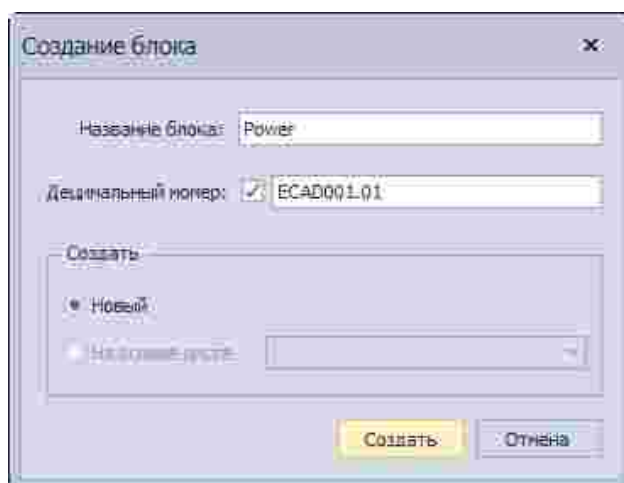 Создание блока
Название блока: Power
Децимальный номер: ECAD001.01
Создать
Новый
Создать Отмена